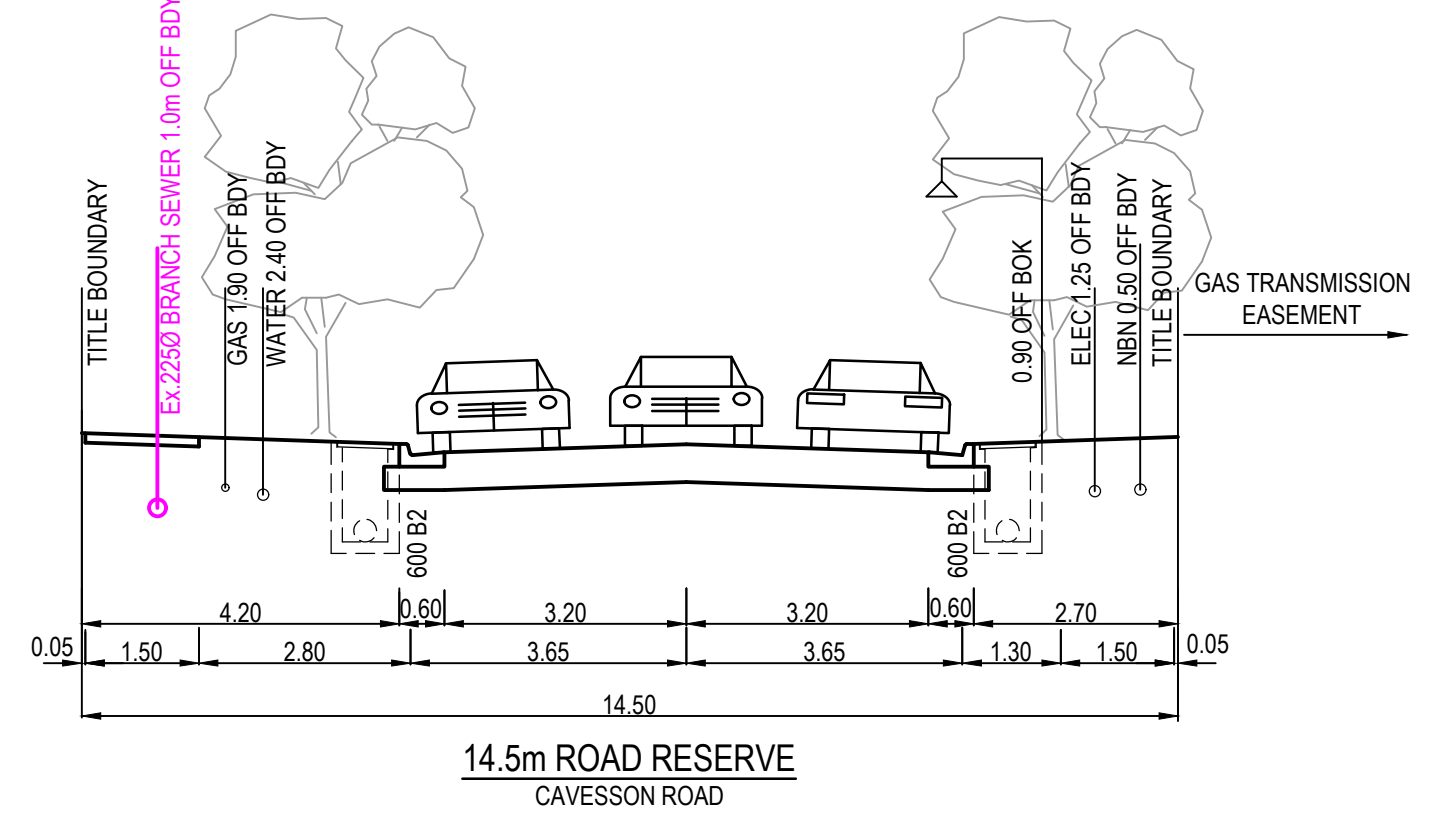 TITLE BOUNDARY
Ex.225Ø BRANCH SEWER 1.0m OFF BDY
GAS 1.90 OFF BDY
WATER 2.40 OFF BDY
0.90 OFF BOK
ELEC 1.25 OFF BDY
NBN 0.50 OFF BDY
TITLE BOUNDARY
GAS TRANSMISSION
EASEMENT
600 B2
600 B2
4.20
0.60
3.20
3.20
0.60
2.70
0.05
1.50
2.80
3.65
3.65
1.30
1.50
0.05
14.50
14.5m ROAD RESERVE
CAVESSON ROAD